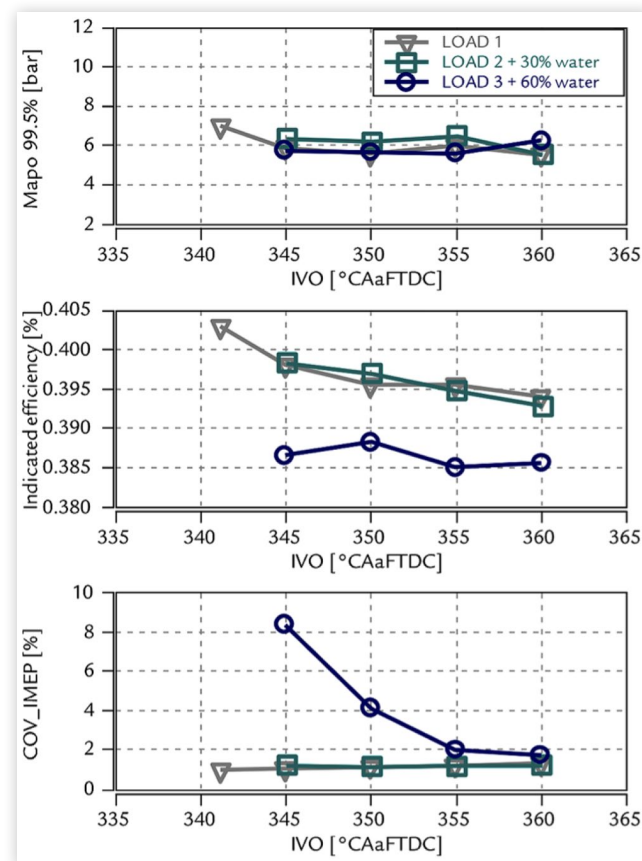 12
10
8
6
4
2
Mapo 99.5% [bar]
LOAD 1
LOAD 2 + 30% water
LOAD 3 + 60% water
335 340 345 350 355 360 365
IVO [°CAaFTDC]
0.405
0.400
0.395
0.390
0.385
0.380
Indicated efficiency [%]
335 340 345 350 355 360 365
IVO [°CAaFTDC]
10
8
6
4
2
0
COV_IMEP [%]
335 340 345 350 355 360 365
IVO [°CAaFTDC]